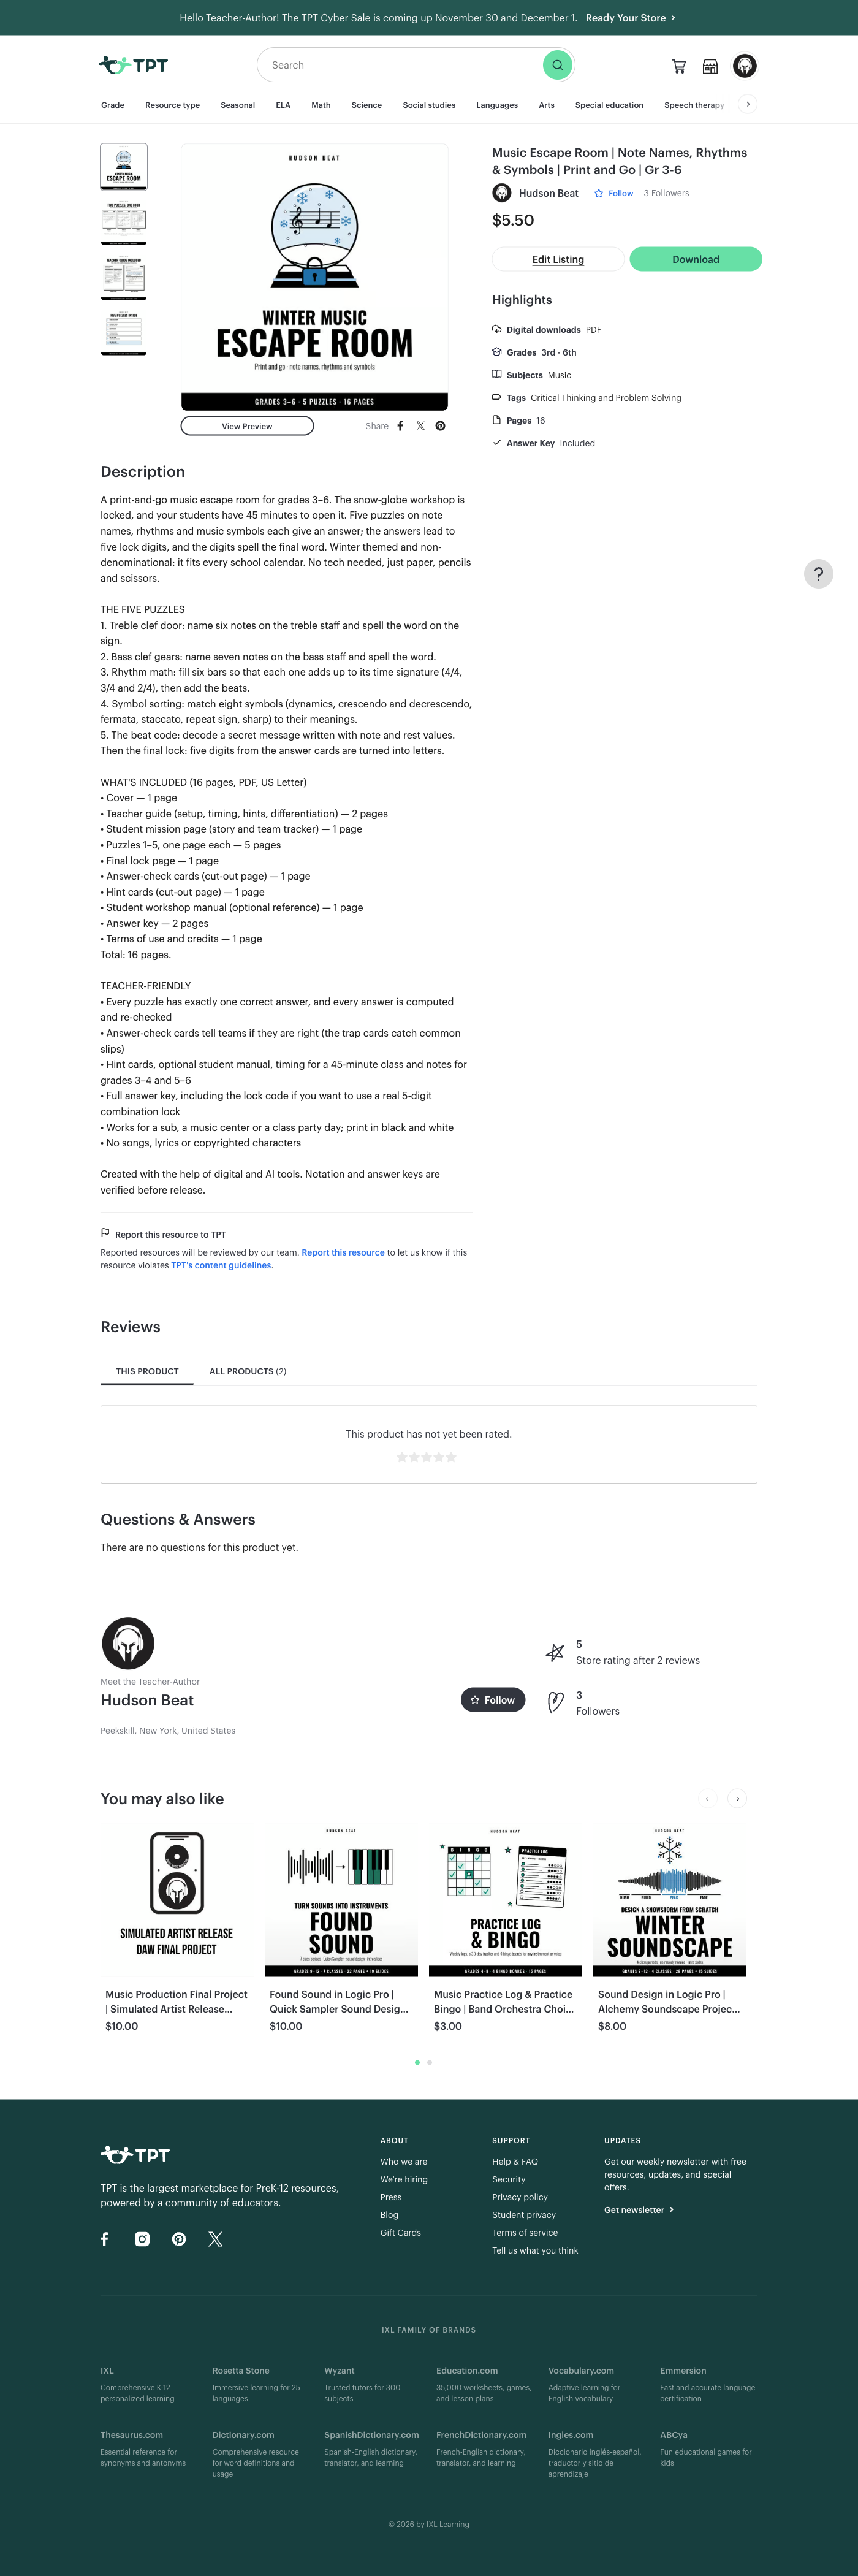 Hello Teacher-Author! The TPT Cyber Sale is coming up November 30 and December 1. Ready Your Store
TPT
Search
Grade Resource type Seasonal ELA Math Science Social studies Languages Arts Special education Speech therapy
HUDSON BEAT
WINTER MUSIC
ESCAPE ROOM
Print and go · note names, rhythms and symbols
GRADES 3–6 · 5 PUZZLES · 16 PAGES
View Preview
Share
Music Escape Room | Note Names, Rhythms
& Symbols | Print and Go | Gr 3-6
Hudson Beat Follow 3 Followers
$5.50
Edit Listing Download
Highlights
Digital downloads PDF
Grades 3rd - 6th
Subjects Music
Tags Critical Thinking and Problem Solving
Pages 16
Answer Key Included
Description
A print-and-go music escape room for grades 3–6. The snow-globe workshop is
locked, and your students have 45 minutes to open it. Five puzzles on note
names, rhythms and music symbols each give an answer; the answers lead to
five lock digits, and the digits spell the final word. Winter themed and non-
denominational: it fits every school calendar. No tech needed, just paper, pencils
and scissors.
THE FIVE PUZZLES
1. Treble clef door: name six notes on the treble staff and spell the word on the
sign.
2. Bass clef gears: name seven notes on the bass staff and spell the word.
3. Rhythm math: fill six bars so that each one adds up to its time signature (4/4,
3/4 and 2/4), then add the beats.
4. Symbol sorting: match eight symbols (dynamics, crescendo and decrescendo,
fermata, staccato, repeat sign, sharp) to their meanings.
5. The beat code: decode a secret message written with note and rest values.
Then the final lock: five digits from the answer cards are turned into letters.
WHAT'S INCLUDED (16 pages, PDF, US Letter)
• Cover — 1 page
• Teacher guide (setup, timing, hints, differentiation) — 2 pages
• Student mission page (story and team tracker) — 1 page
• Puzzles 1–5, one page each — 5 pages
• Final lock page — 1 page
• Answer-check cards (cut-out page) — 1 page
• Hint cards (cut-out page) — 1 page
• Student workshop manual (optional reference) — 1 page
• Answer key — 2 pages
• Terms of use and credits — 1 page
Total: 16 pages.
TEACHER-FRIENDLY
• Every puzzle has exactly one correct answer, and every answer is computed
and re-checked
• Answer-check cards tell teams if they are right (the trap cards catch common
slips)
• Hint cards, optional student manual, timing for a 45-minute class and notes for
grades 3–4 and 5–6
• Full answer key, including the lock code if you want to use a real 5-digit
combination lock
• Works for a sub, a music center or a class party day; print in black and white
• No songs, lyrics or copyrighted characters
Created with the help of digital and AI tools. Notation and answer keys are
verified before release.
Report this resource to TPT
Reported resources will be reviewed by our team. Report this resource to let us know if this
resource violates TPT's content guidelines.
Reviews
THIS PRODUCT ALL PRODUCTS (2)
This product has not yet been rated.
Questions & Answers
There are no questions for this product yet.
Meet the Teacher-Author
Hudson Beat
Peekskill, New York, United States
Follow
5
Store rating after 2 reviews
3
Followers
You may also like
SIMULATED ARTIST RELEASE
DAW FINAL PROJECT
Music Production Final Project
| Simulated Artist Release...
$10.00
HUDSON BEAT
TURN SOUNDS INTO INSTRUMENTS
FOUND
SOUND
GRADES 9–12 · 7 CLASSES · 22 PAGES + 19 SLIDES
Found Sound in Logic Pro |
Quick Sampler Sound Desig...
$10.00
HUDSON BEAT
BINGO
PRACTICE LOG
PRACTICE LOG
& BINGO
GRADES 4–8 · 4 BINGO BOARDS · 15 PAGES
Music Practice Log & Practice
Bingo | Band Orchestra Choi...
$3.00
HUDSON BEAT
HUSH BUILD PEAK FADE
DESIGN A SNOWSTORM FROM SCRATCH
WINTER
SOUNDSCAPE
Sound Design in Logic Pro |
Alchemy Soundscape Projec...
$8.00
TPT
TPT is the largest marketplace for PreK-12 resources,
powered by a community of educators.
ABOUT
Who we are
We're hiring
Press
Blog
Gift Cards
SUPPORT
Help & FAQ
Security
Privacy policy
Student privacy
Terms of service
Tell us what you think
UPDATES
Get our weekly newsletter with free
resources, updates, and special
offers.
Get newsletter
IXL FAMILY OF BRANDS
IXL
Comprehensive K-12
personalized learning
Rosetta Stone
Immersive learning for 25
languages
Wyzant
Trusted tutors for 300
subjects
Education.com
35,000 worksheets, games,
and lesson plans
Vocabulary.com
Adaptive learning for
English vocabulary
Emmersion
Fast and accurate language
certification
Thesaurus.com
Essential reference for
synonyms and antonyms
Dictionary.com
Comprehensive resource
for word definitions and
usage
SpanishDictionary.com
Spanish-English dictionary,
translator, and learning
FrenchDictionary.com
French-English dictionary,
translator, and learning
Ingles.com
Diccionario inglés-español,
traductor y sitio de
aprendizaje
ABCya
Fun educational games for
kids
© 2026 by IXL Learning